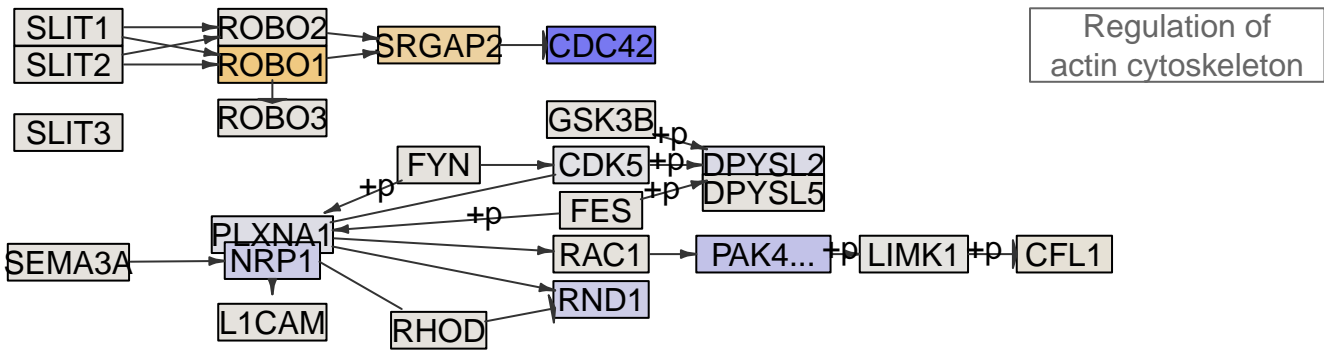 SLIT1
ROBO2
SRGAP2
CDC42
Regulation of
actin cytoskeleton
SLIT2
ROBO1
SLIT3
ROBO3
GSK3B
+p
FYN
CDK5
+p
DPYSL2
+p
FES
+p
DPYSL5
+p
PLXNA1
SEMA3A
NRP1
RAC1
PAK4...
+p
LIMK1
+p
CFL1
L1CAM
RHOD
RND1